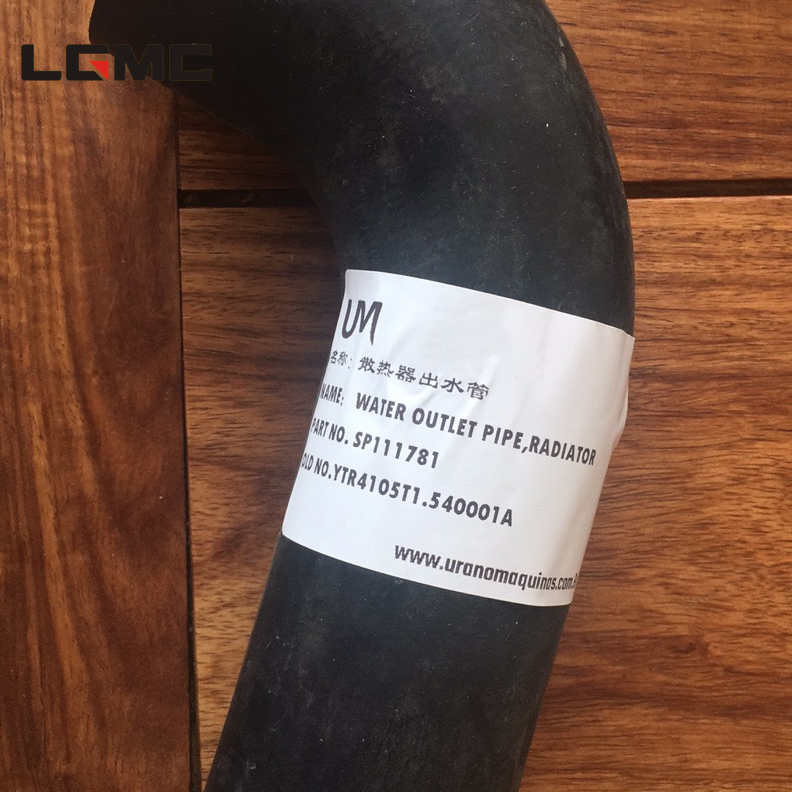 LGMC
UM
名称: 散热器出水管
NAME: WATER OUTLET PIPE,RADIATOR
PART NO. SP111781
OLD NO.YTR4105T1.540001A
www.uranomaquinas.com.